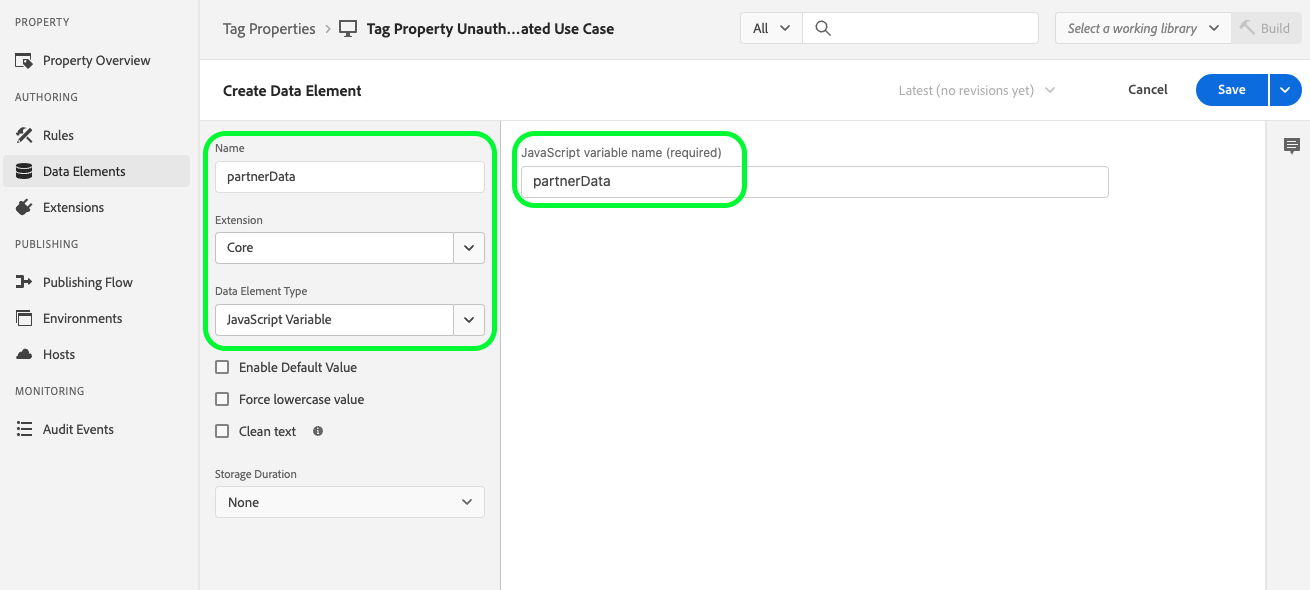 PROPERTY
Property Overview
AUTHORING
Rules
Data Elements
Extensions
PUBLISHING
Publishing Flow
Environments
Hosts
MONITORING
Audit Events
Tag Properties
Tag Property Unauth…ated Use Case
All
Select a working library
Build
Create Data Element
Latest (no revisions yet)
Cancel
Save
Name
partnerData
Extension
Core
Data Element Type
JavaScript Variable
Enable Default Value
Force lowercase value
Clean text
Storage Duration
None
JavaScript variable name (required)
partnerData